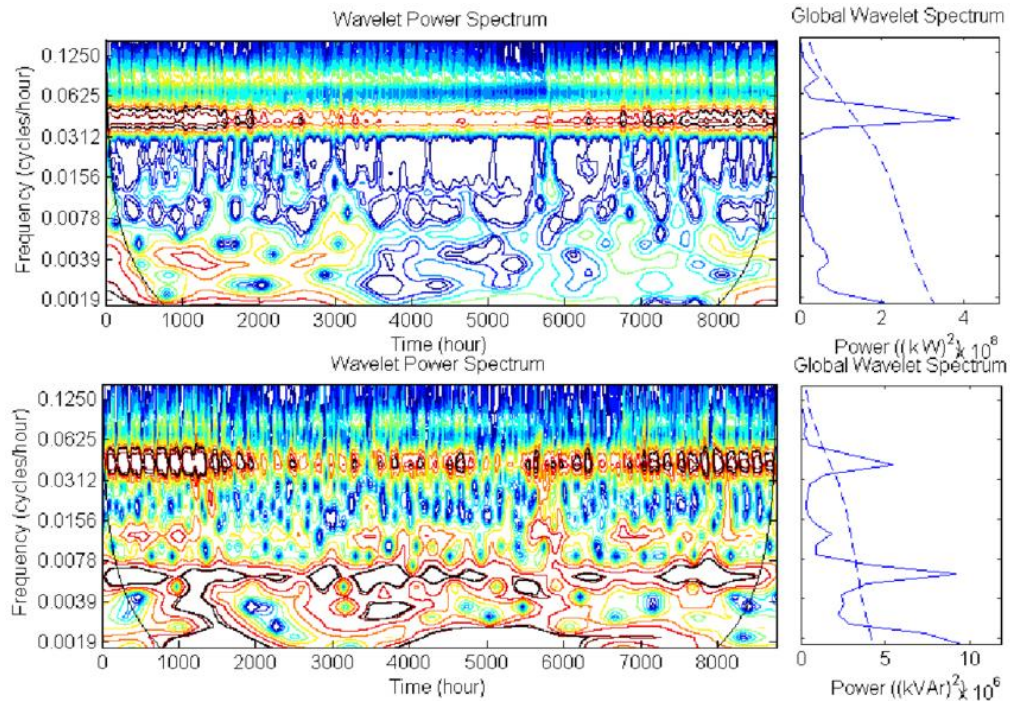 Wavelet Power Spectrum
Global Wavelet Spectrum
Frequency (cycles/hour)
0.1250
0.0625
0.0312
0.0156
0.0078
0.0039
0.0019
0 1000 2000 3000 4000 5000 6000 7000 8000
Time (hour)
0 2 4
Power ((kW)²) x 10⁸
Wavelet Power Spectrum
Global Wavelet Spectrum
Frequency (cycles/hour)
0.1250
0.0625
0.0312
0.0156
0.0078
0.0039
0.0019
0 1000 2000 3000 4000 5000 6000 7000 8000
Time (hour)
0 5 10
Power ((kVAr)²) x 10⁶